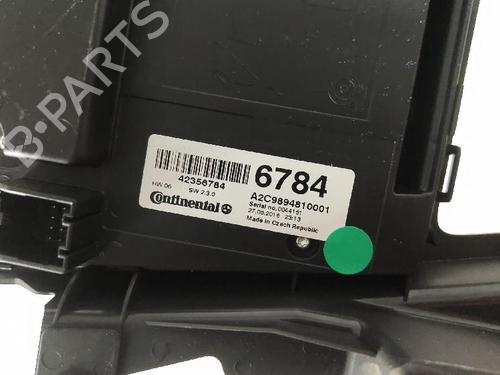 B-PARTS
42356784
6784
HW 06
SW 2.3.0
A2C9894810001
Serial no.0044151
Continental
27.06.2016 23:13
Made in Czech Republic